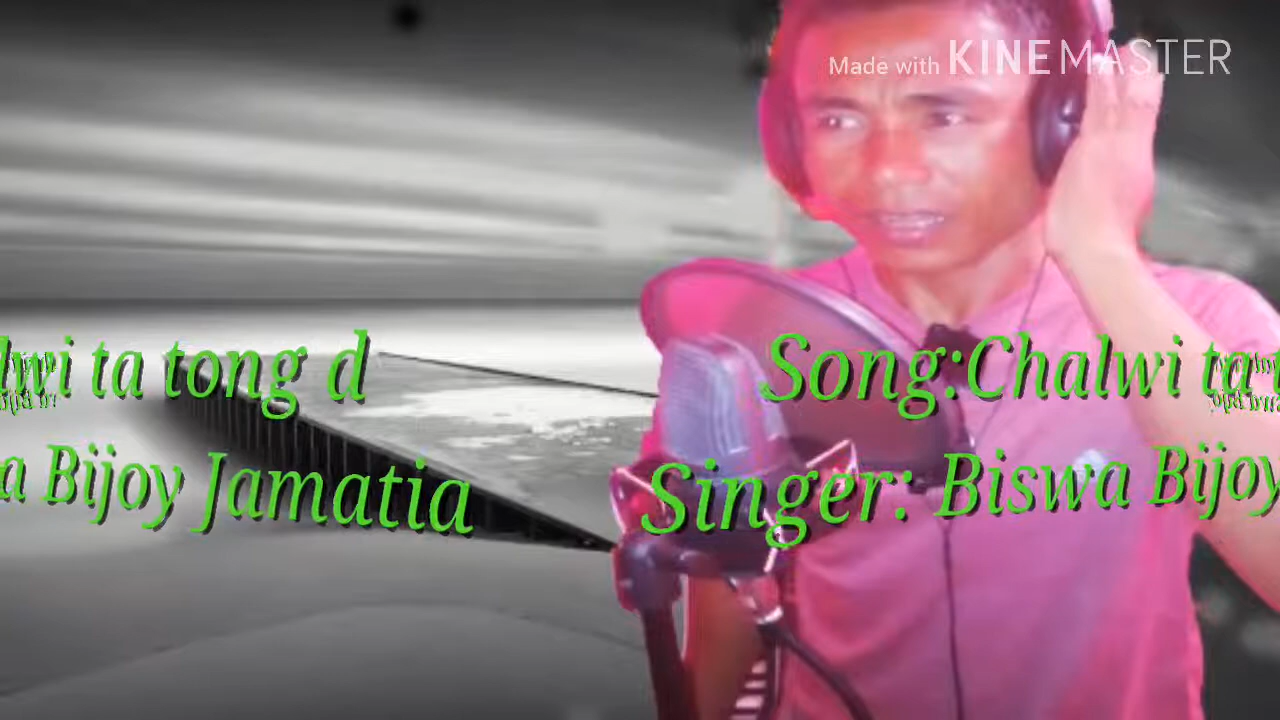 Made with KINEMASTER
lwi ta tong d
Song:Chalwi ta
a Bijoy Jamatia
Singer: Biswa Bijoy